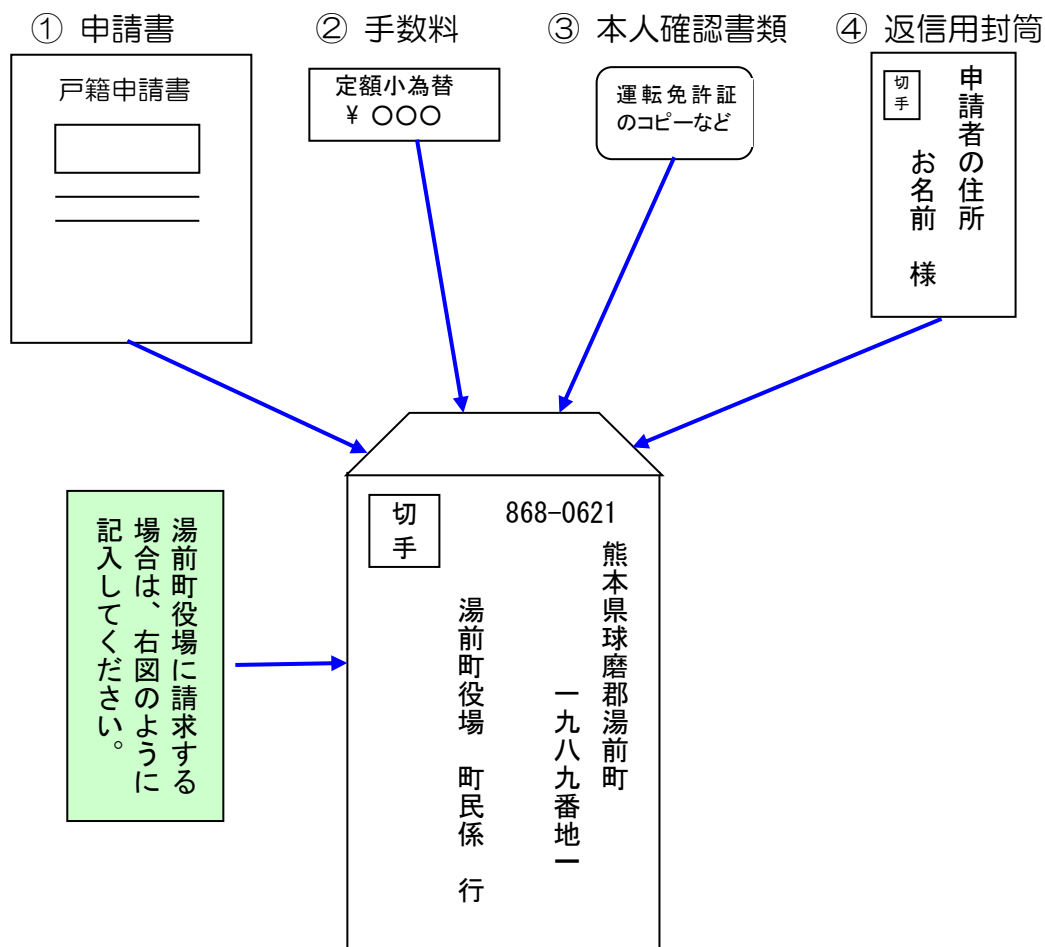 ① 申請書
戸籍申請書
② 手数料
定額小為替
￥ 〇〇〇
③ 本人確認書類
運転免許証
のコピーなど
④ 返信用封筒
切
手
申請者の住所
お名前 様
湯前町役場に請求する
場合は、右図のように
記入してください。
切
手
868-0621
熊本県球磨郡湯前町
一九八九番地一
湯前町役場 町民係 行